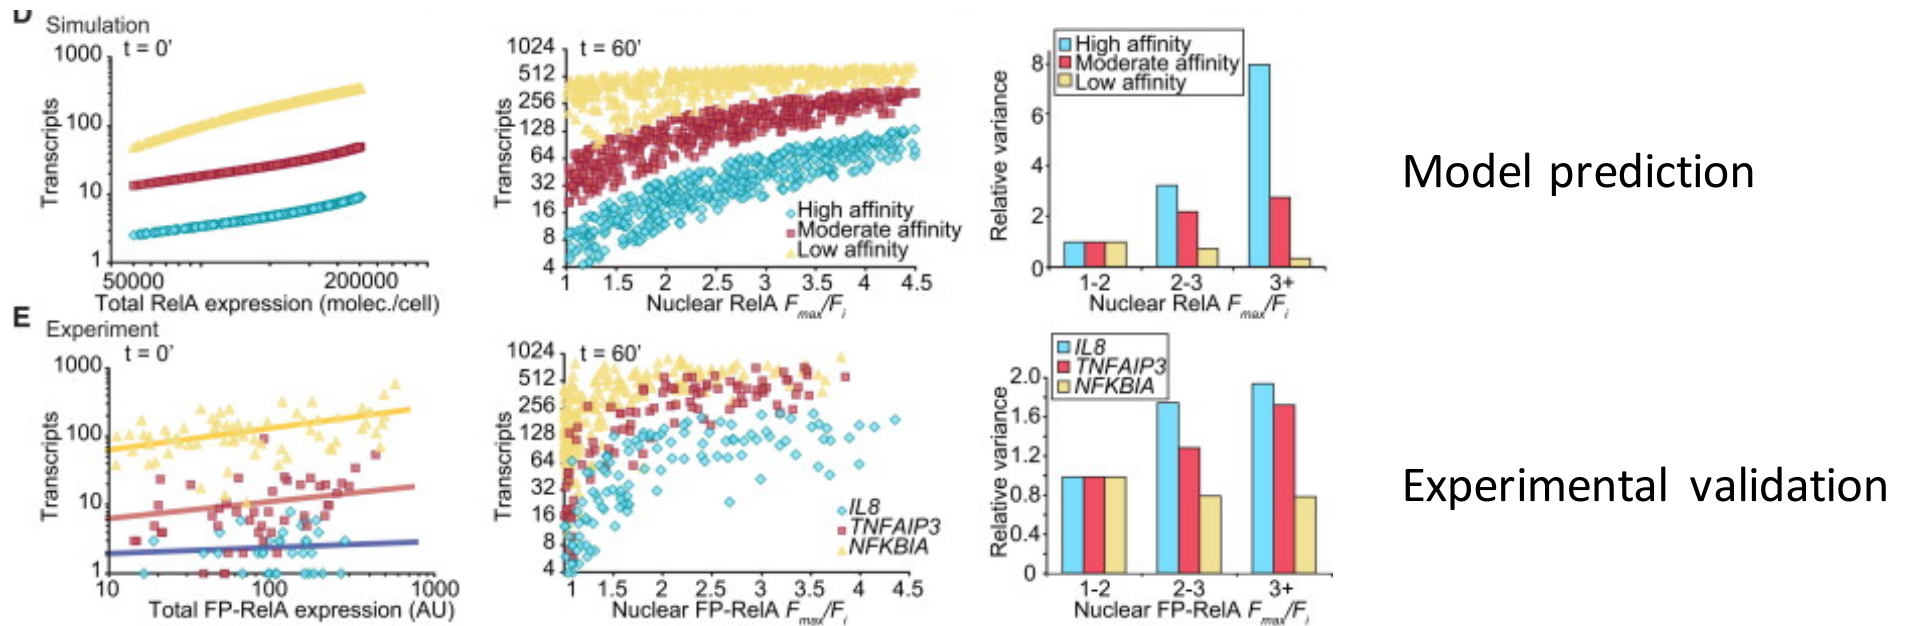 D
Simulation
t = 0'
1000
100
10
1
Transcripts
500000 200000
Total RelA expression (molec./cell)
t = 60'
1024
512
256
128
64
32
16
8
4
Transcripts
High affinity
Moderate affinity
Low affinity
1 1.5 2 2.5 3 3.5 4 4.5
Nuclear RelA Fmax/Fi
High affinity
Moderate affinity
Low affinity
8
6
4
2
0
Relative variance
1-2 2-3 3+
Nuclear RelA Fmax/Fi
Model prediction
E
Experiment
t = 0'
1000
100
10
1
Transcripts
10 100 1000
Total FP-RelA expression (AU)
t = 60'
1024
512
256
128
64
32
16
8
4
Transcripts
IL8
TNFAIP3
NFKBIA
1 1.5 2 2.5 3 3.5 4 4.5
Nuclear FP-RelA Fmax/Fi
IL8
TNFAIP3
NFKBIA
2.0
1.6
1.2
0.8
0.4
0
Relative variance
1-2 2-3 3+
Nuclear FP-RelA Fmax/Fi
Experimental validation